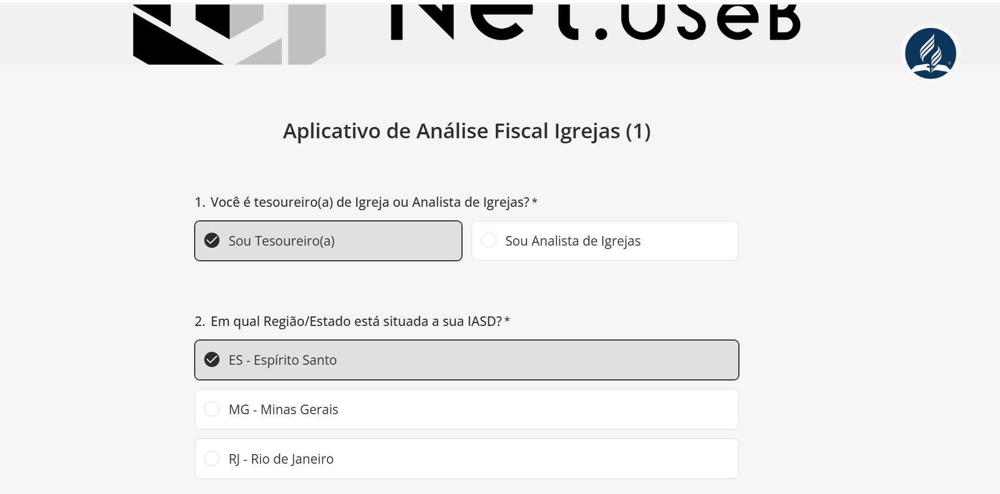 Net.USeB
Aplicativo de Análise Fiscal Igrejas (1)
1. Você é tesoureiro(a) de Igreja ou Analista de Igrejas? *
Sou Tesoureiro(a)
Sou Analista de Igrejas
2. Em qual Região/Estado está situada a sua IASD? *
ES - Espírito Santo
MG - Minas Gerais
RJ - Rio de Janeiro